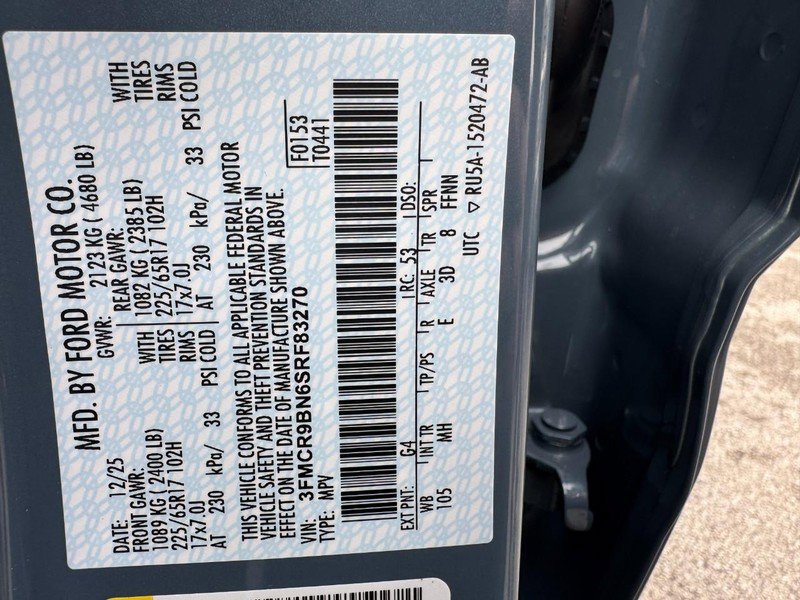 MFD. BY FORD MOTOR CO.
DATE: 12/25 GVWR: 2123 KG ( 4680 LB)
FRONT GAWR: REAR GAWR:
1089 KG ( 2400 LB) WITH 1082 KG ( 2385 LB) WITH
225/65R17 102H TIRES 225/65R17 102H TIRES
17x7.0J RIMS 17x7.0J RIMS
AT 230 kPa/ 33 PSI COLD AT 230 kPa/ 33 PSI COLD
THIS VEHICLE CONFORMS TO ALL APPLICABLE FEDERAL MOTOR
VEHICLE SAFETY AND THEFT PREVENTION STANDARDS IN
EFFECT ON THE DATE OF MANUFACTURE SHOWN ABOVE.
VIN: 3FMCR9BN6SRF83270 F0153
TYPE: MPV T0441
EXT PNT: G4 RC: 53 DSO:
WB INT TR TP/PS R AXLE TR SPR
105 MH E 3D 8 FFNN
UTC ▽ RU5A-1520472-AB